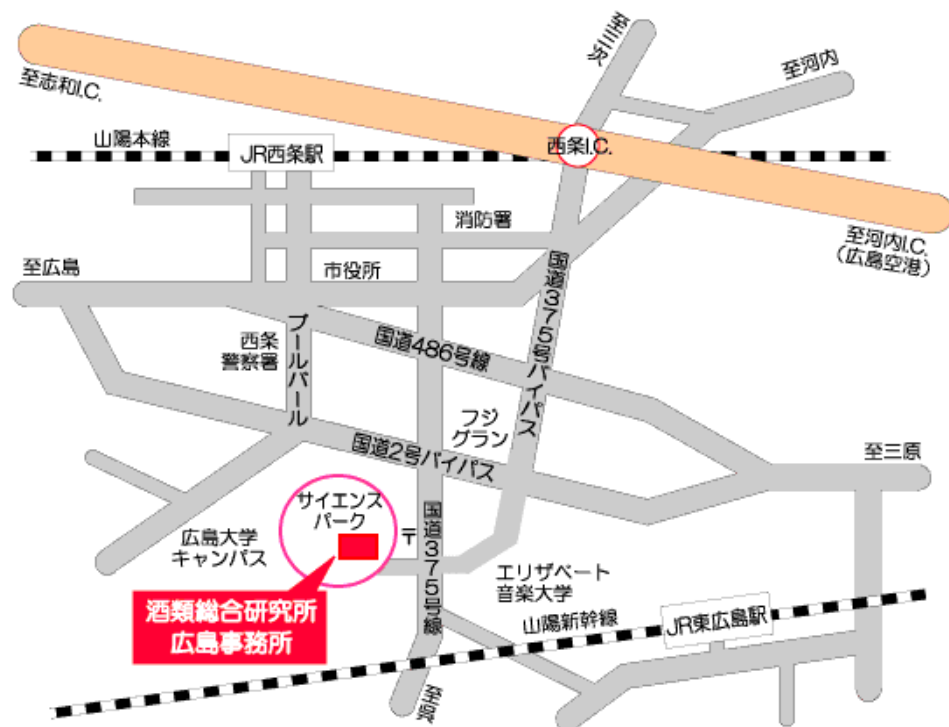 至三次
至河内
至志和I.C.
山陽本線
JR西条駅
西条I.C.
消防署
至河内I.C.
(広島空港)
至広島
市役所
国道375号バイパス
西条
警察署
ブールバール
国道486号線
フジ
グラン
国道2号バイパス
至三原
サイエンス
パーク
〒
国道375号線
広島大学
キャンパス
エリザベート
音楽大学
酒類総合研究所
広島事務所
山陽新幹線
JR東広島駅
至呉